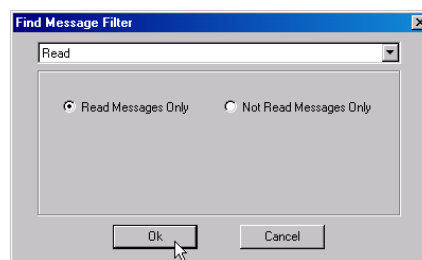 Find Message Filter
Read
Read Messages Only Not Read Messages Only
Ok Cancel